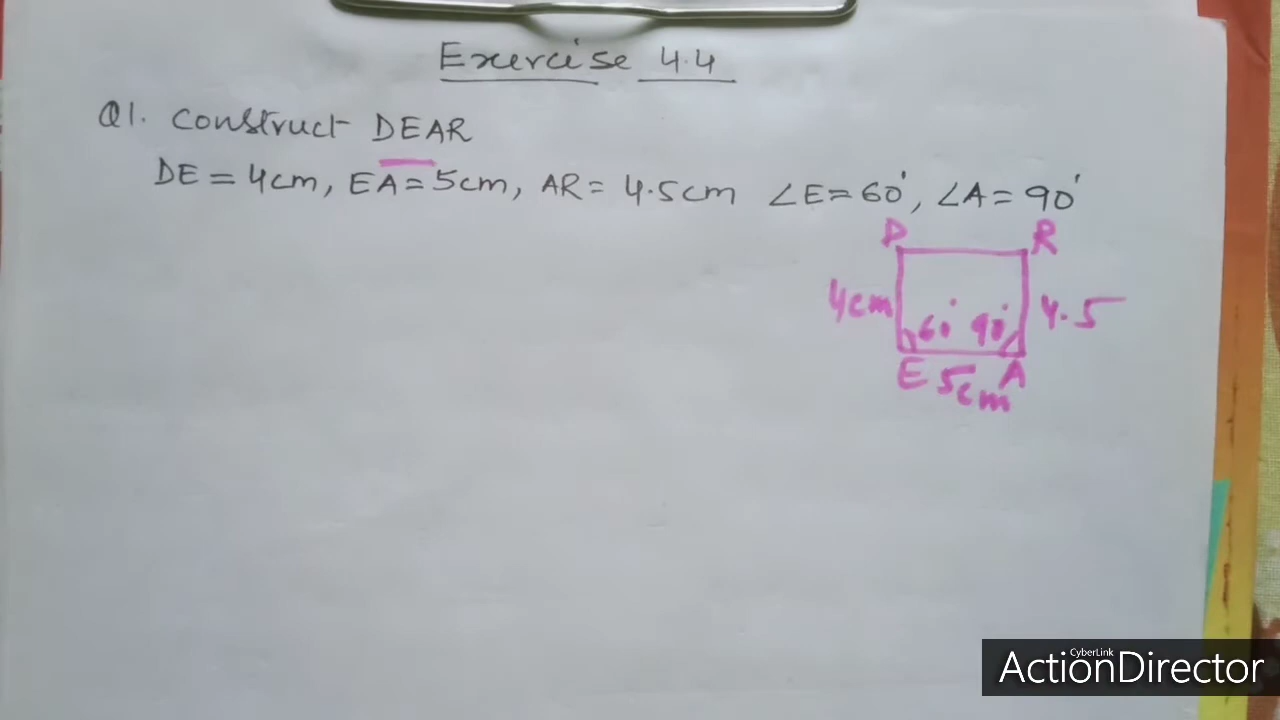 Exercise 4.4
Q1. Construct DEAR
DE = 4cm, EA = 5cm, AR = 4.5cm ∠E = 60°, ∠A = 90°
D R
4cm 60° 90° 4.5
E 5cm A
CyberLink
ActionDirector